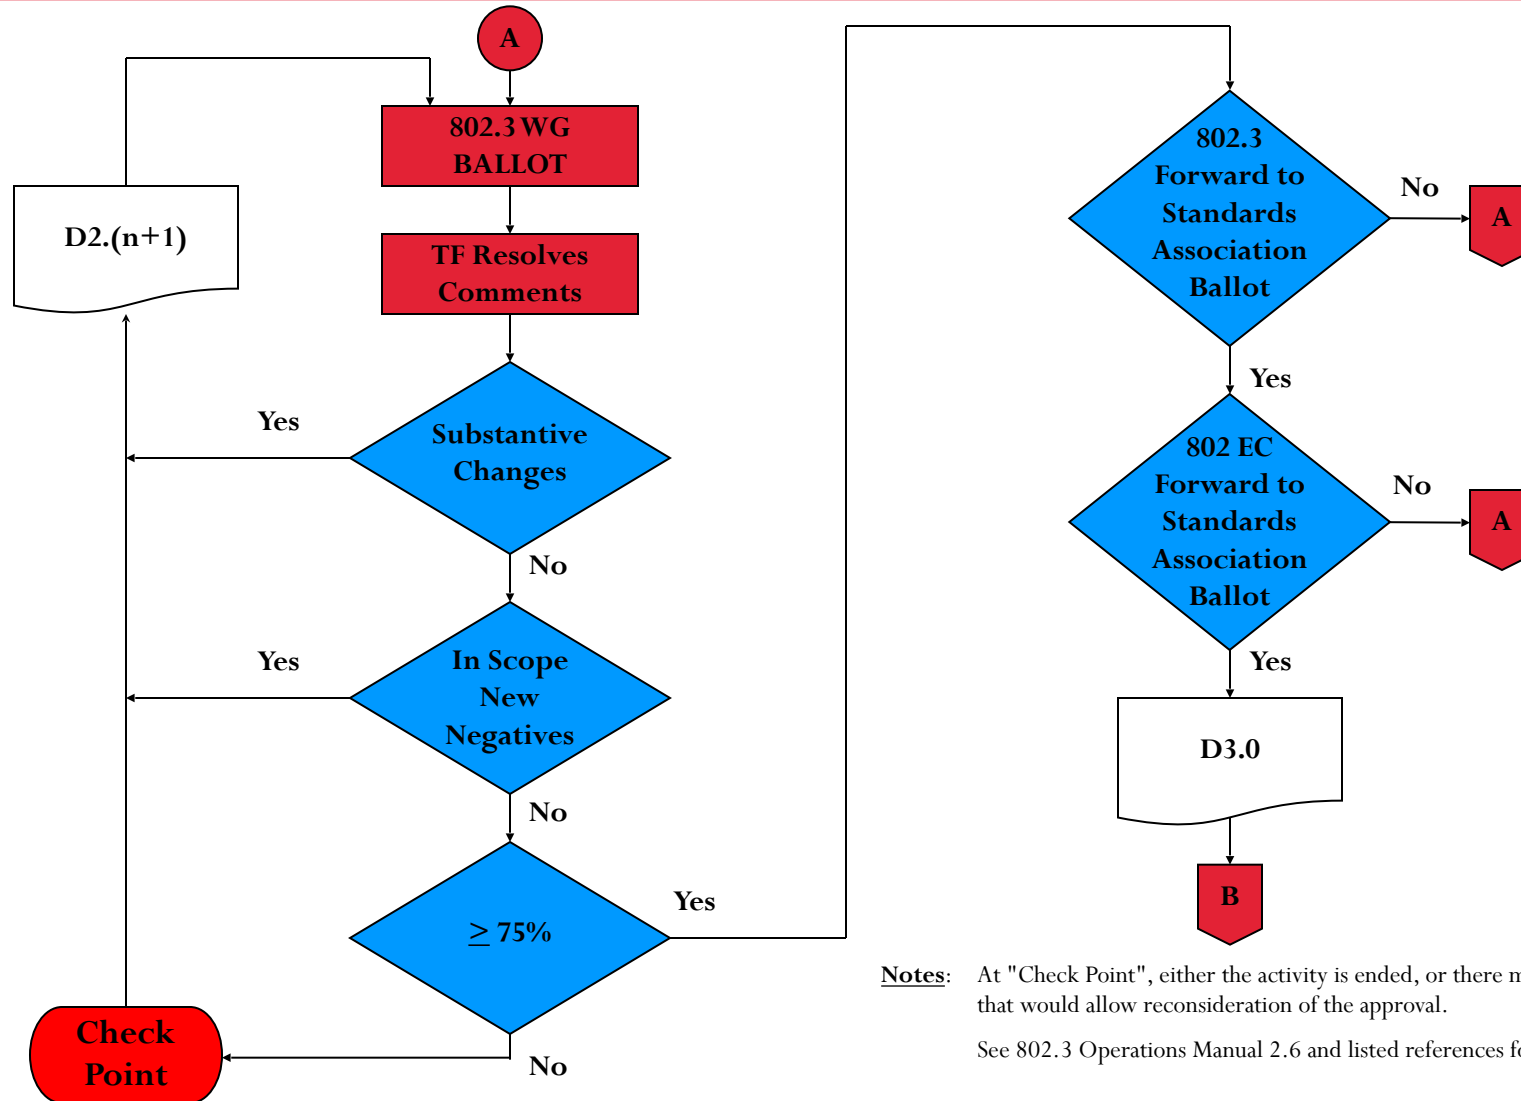 A
802.3 WG
BALLOT
D2.(n+1)
TF Resolves
Comments
Substantive
Changes
Yes
No
In Scope
New
Negatives
Yes
No
≥ 75%
Yes
No
Check
Point
802.3
Forward to
Standards
Association
Ballot
No
A
Yes
802 EC
Forward to
Standards
Association
Ballot
No
A
Yes
D3.0
B
Notes: At "Check Point", either the activity is ended, or there
that would allow reconsideration of the approval.
See 802.3 Operations Manual 2.6 and listed references